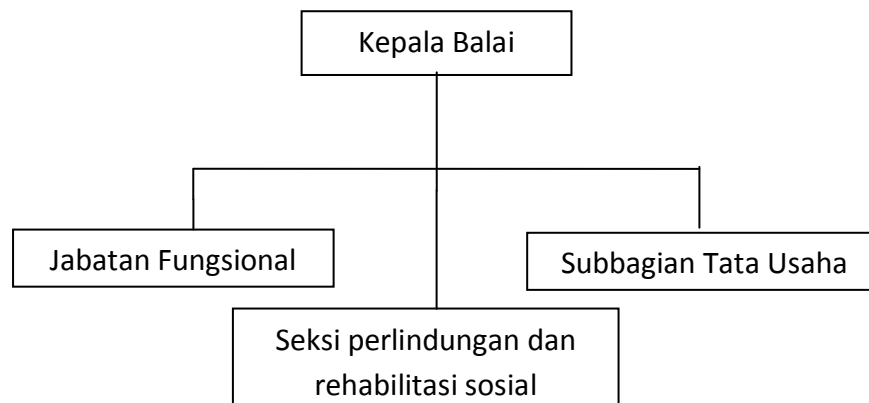 Kepala Balai
Jabatan Fungsional
Subbagian Tata Usaha
Seksi perlindungan dan
rehabilitasi sosial